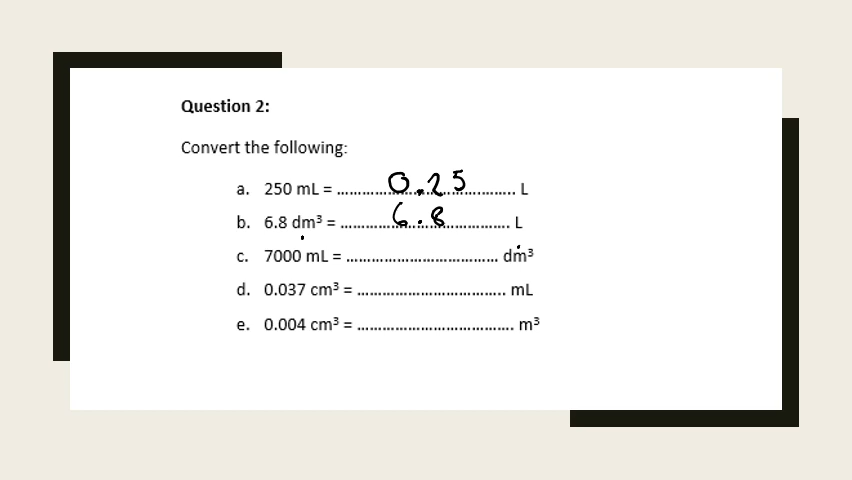 Question 2:
Convert the following:
a. 250 mL = .......0.25.......... L
b. 6.8 dm³ = .......6.8.......... L
c. 7000 mL = .................................... dm³
d. 0.037 cm³ = ................................... mL
e. 0.004 cm³ = ..................................... m³